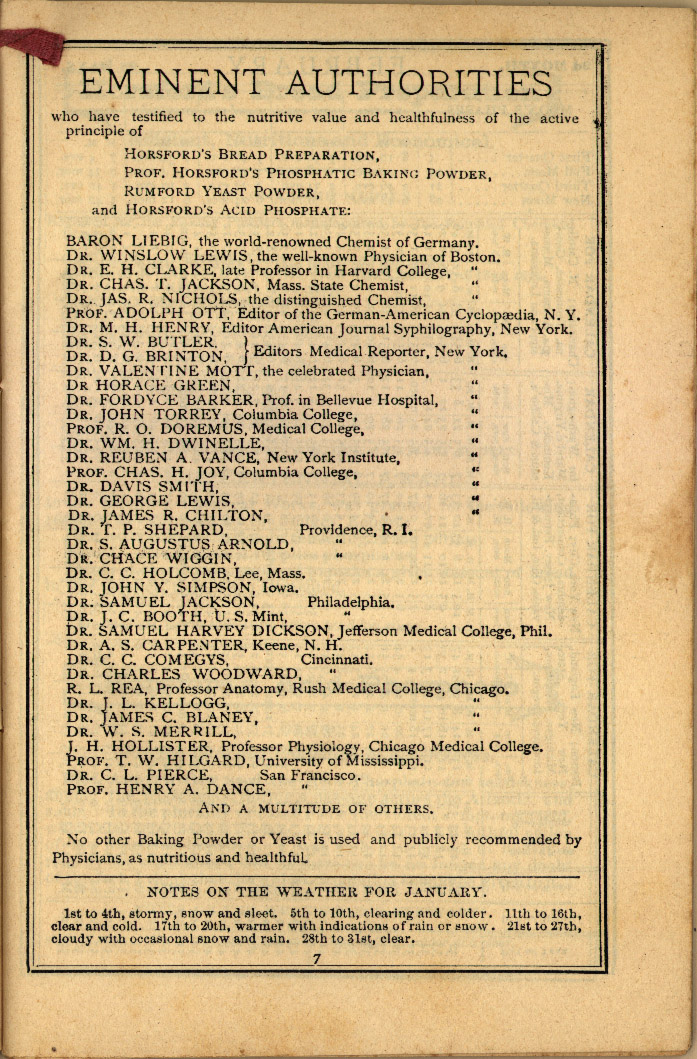 EMINENT AUTHORITIES
who have testified to the nutritive value and healthfulness of the active
principle of
HORSFORD'S BREAD PREPARATION,
PROF. HORSFORD'S PHOSPHATIC BAKING POWDER,
RUMFORD YEAST POWDER,
and HORSFORD'S ACID PHOSPHATE:
BARON LIEBIG, the world-renowned Chemist of Germany.
DR. WINSLOW LEWIS, the well-known Physician of Boston.
DR. E. H. CLARKE, late Professor in Harvard College, "
DR. CHAS. T. JACKSON, Mass. State Chemist, "
DR. JAS. R. NICHOLS, the distinguished Chemist, "
PROF. ADOLPH OTT, Editor of the German-American Cyclopædia, N. Y.
DR. M. H. HENRY, Editor American Journal Syphilography, New York.
DR. S. W. BUTLER,
DR. D. G. BRINTON, } Editors Medical Reporter, New York.
DR. VALENTINE MOTT, the celebrated Physician, "
DR HORACE GREEN, "
DR. FORDYCE BARKER, Prof. in Bellevue Hospital, "
DR. JOHN TORREY, Columbia College, "
PROF. R. O. DOREMUS, Medical College, "
DR. WM. H. DWINELLE, "
DR. REUBEN A. VANCE, New York Institute, "
PROF. CHAS. H. JOY, Columbia College, "
DR. DAVIS SMITH, "
DR. GEORGE LEWIS, "
DR. JAMES R. CHILTON, "
DR. T. P. SHEPARD, Providence, R. I.
DR. S. AUGUSTUS ARNOLD, "
DR. CHACE WIGGIN, "
DR. C. C. HOLCOMB, Lee, Mass.
DR. JOHN Y. SIMPSON, Iowa.
DR. SAMUEL JACKSON, Philadelphia.
DR. J. C. BOOTH, U. S. Mint, "
DR. SAMUEL HARVEY DICKSON, Jefferson Medical College, Phil.
DR. A. S. CARPENTER, Keene, N. H.
DR. C. C. COMEGYS, Cincinnati.
DR. CHARLES WOODWARD, "
R. L. REA, Professor Anatomy, Rush Medical College, Chicago.
DR. J. L. KELLOGG, "
DR. JAMES C. BLANEY, "
DR. W. S. MERRILL, "
J. H. HOLLISTER, Professor Physiology, Chicago Medical College.
PROF. T. W. HILGARD, University of Mississippi.
DR. C. L. PIERCE, San Francisco.
PROF. HENRY A. DANCE, "
AND A MULTITUDE OF OTHERS.
No other Baking Powder or Yeast is used and publicly recommended by
Physicians, as nutritious and healthful.
NOTES ON THE WEATHER FOR JANUARY.
1st to 4th, stormy, snow and sleet. 5th to 10th, clearing and colder. 11th to 16th,
clear and cold. 17th to 20th, warmer with indications of rain or snow. 21st to 27th,
cloudy with occasional snow and rain. 28th to 31st, clear.
7